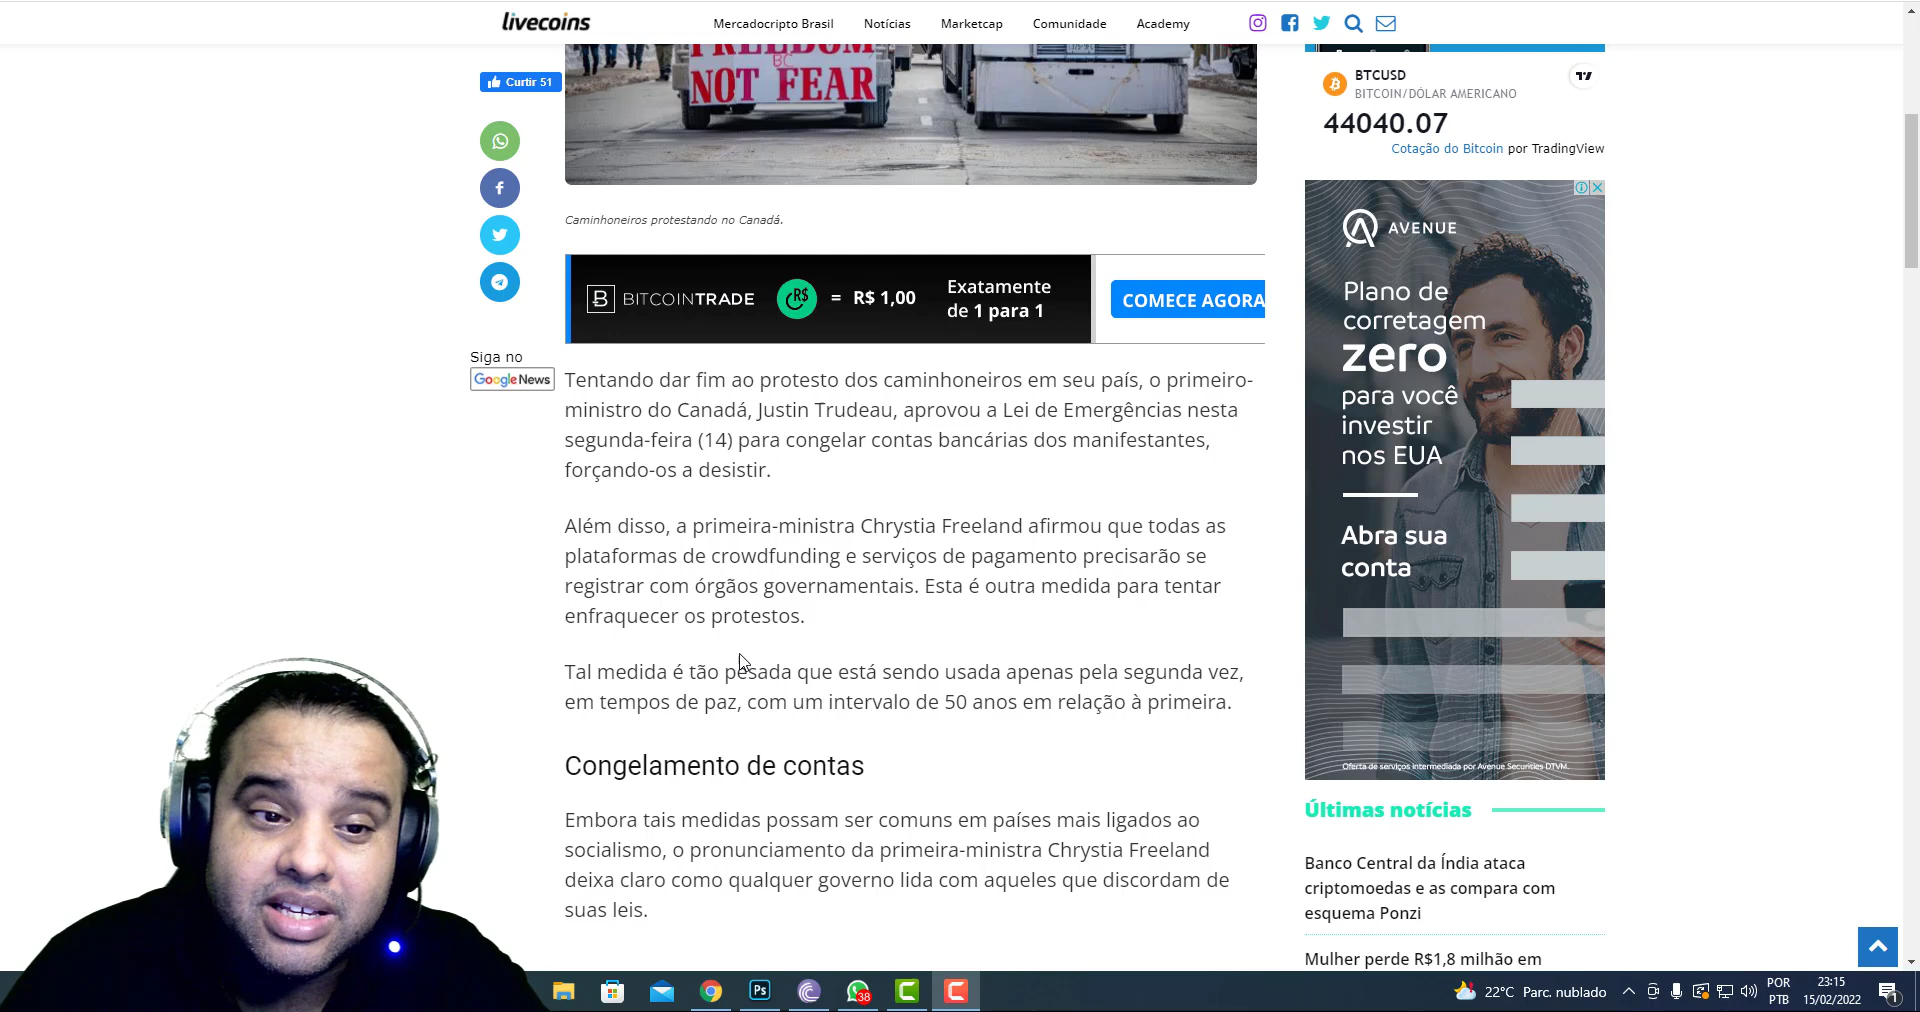 livecoins
Mercadocripto Brasil
Notícias
Marketcap
Comunidade
Academy
Curtir 51
FREEDOM
BC
NOT FEAR
Caminhoneiros protestando no Canadá.
BITCOINTRADE
R$
= R$ 1,00
Exatamente
de 1 para 1
COMECE AGORA
Siga no
Google News
Tentando dar fim ao protesto dos caminhoneiros em seu país, o primeiro-
ministro do Canadá, Justin Trudeau, aprovou a Lei de Emergências nesta
segunda-feira (14) para congelar contas bancárias dos manifestantes,
forçando-os a desistir.
Além disso, a primeira-ministra Chrystia Freeland afirmou que todas as
plataformas de crowdfunding e serviços de pagamento precisarão se
registrar com órgãos governamentais. Esta é outra medida para tentar
enfraquecer os protestos.
Tal medida é tão pesada que está sendo usada apenas pela segunda vez,
em tempos de paz, com um intervalo de 50 anos em relação à primeira.
Congelamento de contas
Embora tais medidas possam ser comuns em países mais ligados ao
socialismo, o pronunciamento da primeira-ministra Chrystia Freeland
deixa claro como qualquer governo lida com aqueles que discordam de
suas leis.
BTCUSD
BITCOIN/DÓLAR AMERICANO
44040.07
Cotação do Bitcoin por TradingView
AVENUE
Plano de
corretagem
zero
para você
investir
nos EUA
Abra sua
conta
Oferta de serviços intermediada por Avenue Securities DTVM.
Últimas notícias
Banco Central da Índia ataca
criptomoedas e as compara com
esquema Ponzi
Mulher perde R$1,8 milhão em
Ps
38
22°C Parc. nublado
POR
PTB
23:15
15/02/2022
1